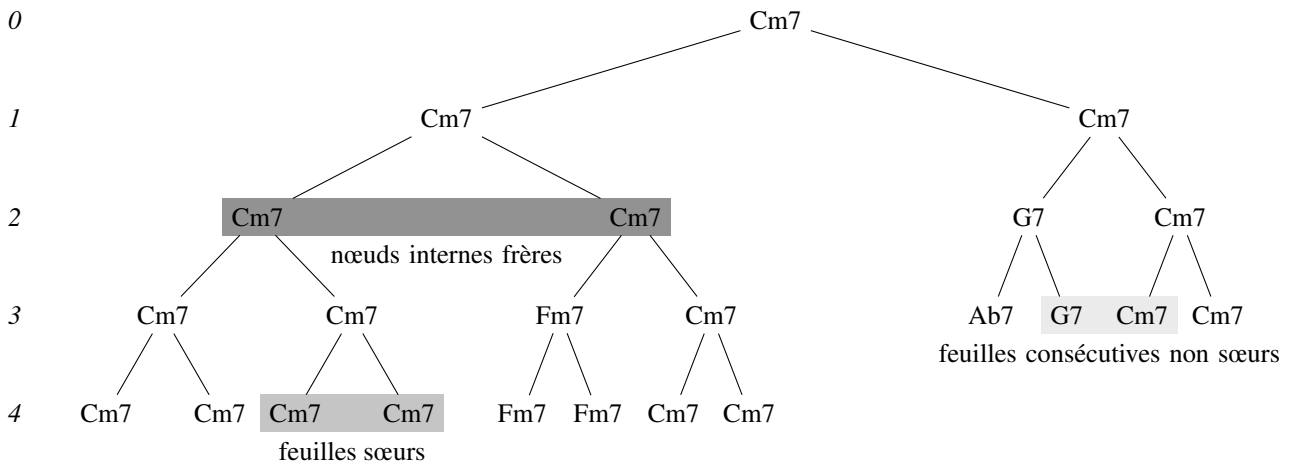 0 Cm7
1 Cm7 Cm7
2 Cm7 Cm7 G7 Cm7
nœuds internes frères
3 Cm7 Cm7 Fm7 Cm7 Ab7 G7 Cm7 Cm7
feuilles consécutives non sœurs
4 Cm7 Cm7 Cm7 Cm7 Fm7 Fm7 Cm7 Cm7
feuilles sœurs